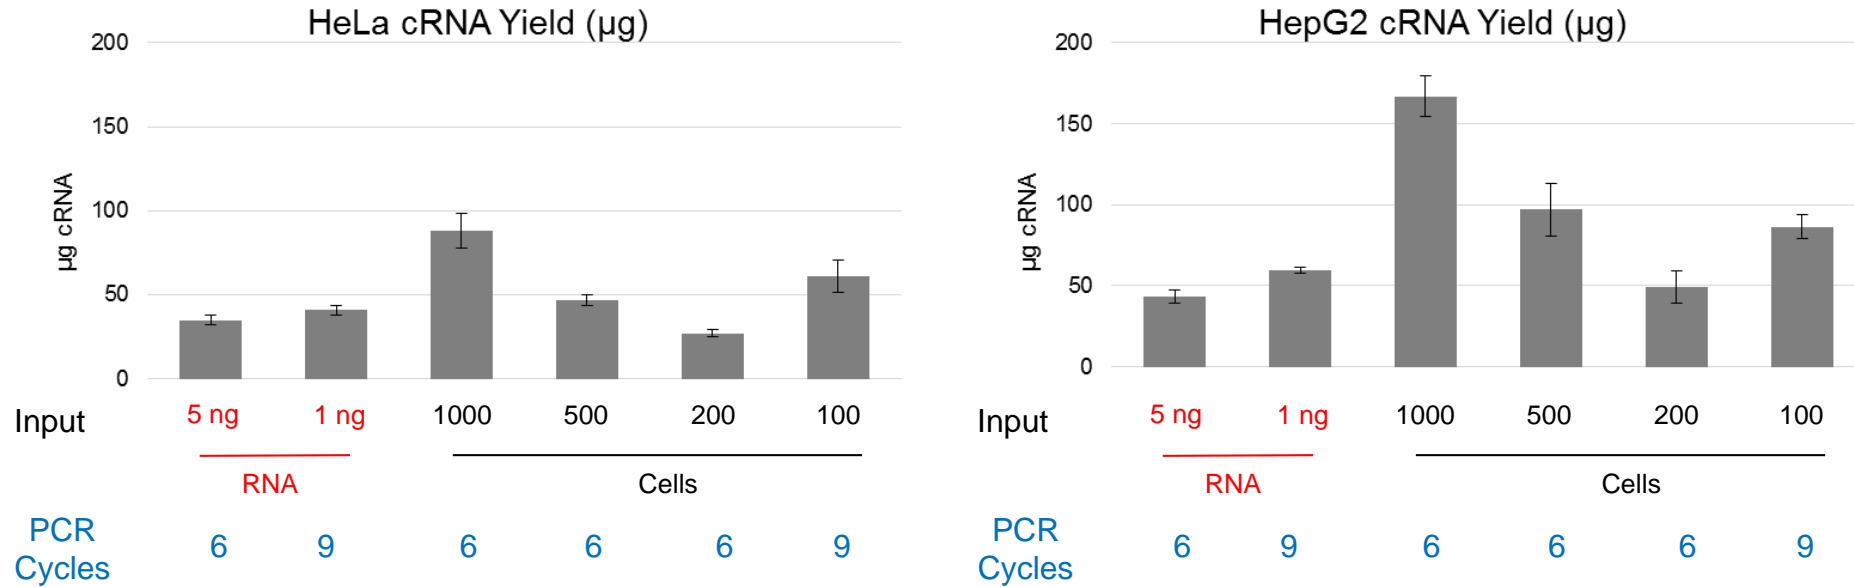 HeLa cRNA Yield (µg)
200
150
100
50
0
µg cRNA
Input
5 ng 1 ng 1000 500 200 100
RNA Cells
PCR
Cycles
6 9 6 6 6 9
HepG2 cRNA Yield (µg)
200
150
100
50
0
µg cRNA
Input
5 ng 1 ng 1000 500 200 100
RNA Cells
PCR
Cycles
6 9 6 6 6 9